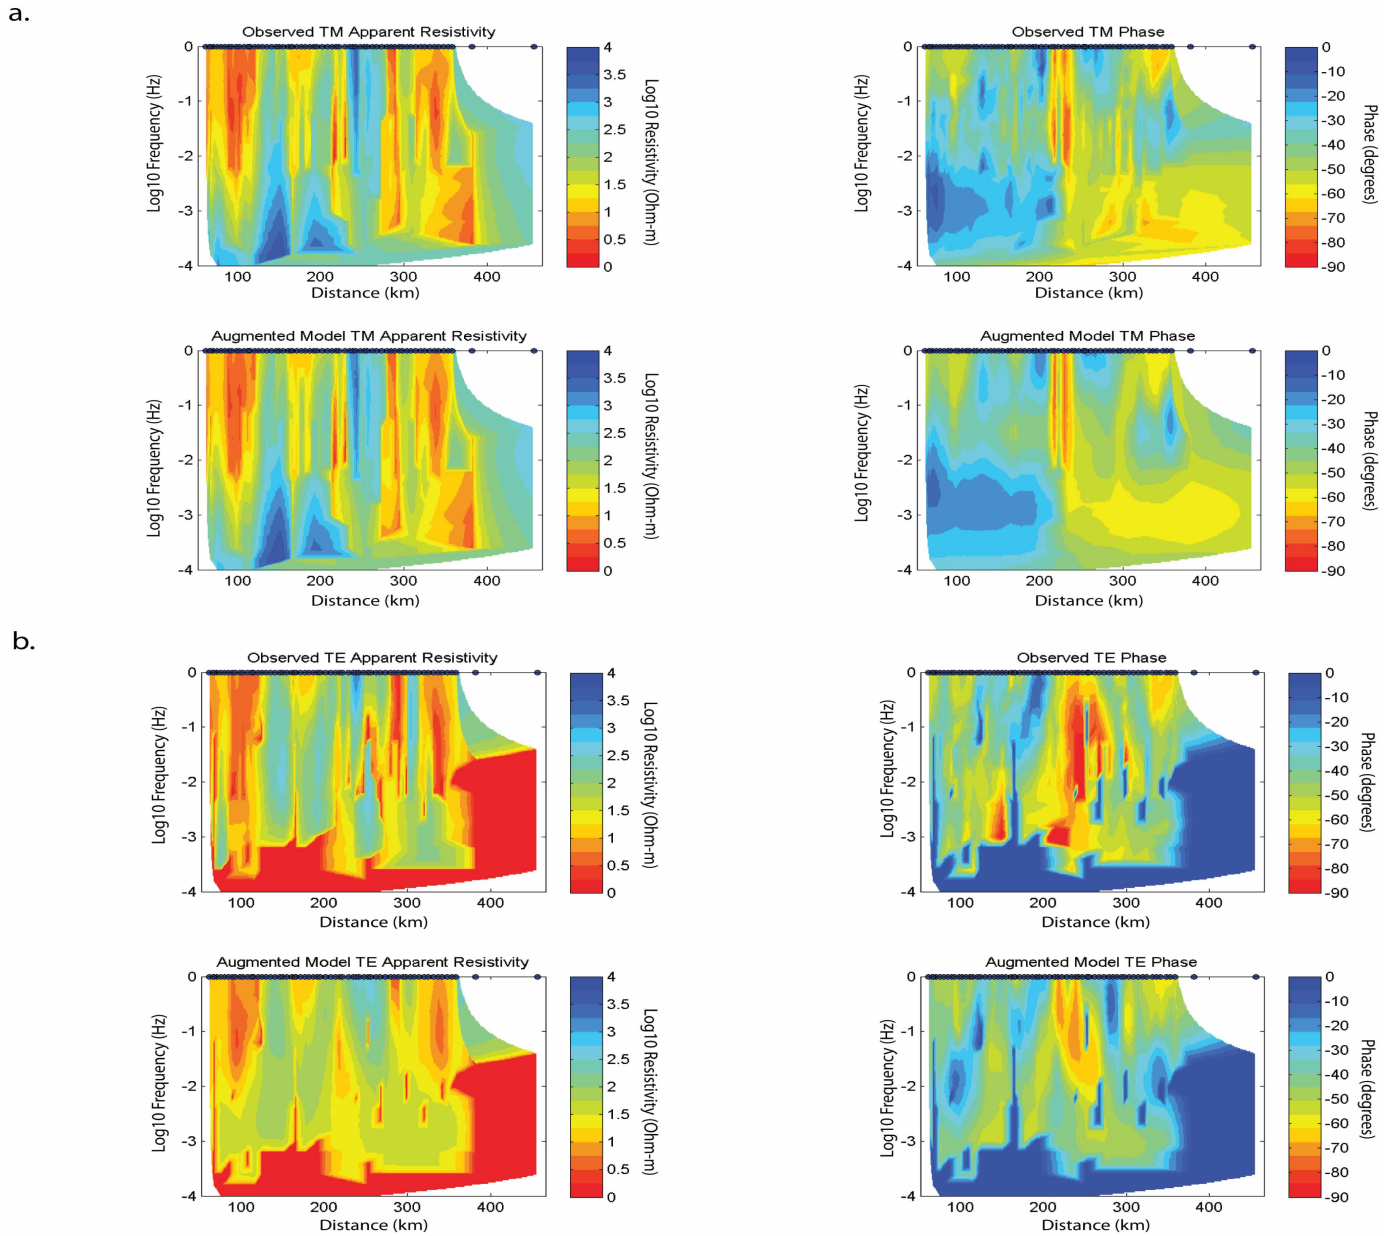 a.
Observed TM Apparent Resistivity
0
-1
-2
-3
-4
Log10 Frequency (Hz)
100 200 300 400
Distance (km)
4
3.5
3
2.5
2
1.5
1
0.5
0
Log10 Resistivity (Ohm-m)
Observed TM Phase
0
-1
-2
-3
-4
Log10 Frequency (Hz)
100 200 300 400
Distance (km)
0
-10
-20
-30
-40
-50
-60
-70
-80
-90
Phase (degrees)
Augmented Model TM Apparent Resistivity
0
-1
-2
-3
-4
Log10 Frequency (Hz)
100 200 300 400
Distance (km)
4
3.5
3
2.5
2
1.5
1
0.5
0
Log10 Resistivity (Ohm-m)
Augmented Model TM Phase
0
-1
-2
-3
-4
Log10 Frequency (Hz)
100 200 300 400
Distance (km)
0
-10
-20
-30
-40
-50
-60
-70
-80
-90
Phase (degrees)
b.
Observed TE Apparent Resistivity
0
-1
-2
-3
-4
Log10 Frequency (Hz)
100 200 300 400
Distance (km)
4
3.5
3
2.5
2
1.5
1
0.5
0
Log10 Resistivity (Ohm-m)
Observed TE Phase
0
-1
-2
-3
-4
Log10 Frequency (Hz)
100 200 300 400
Distance (km)
0
-10
-20
-30
-40
-50
-60
-70
-80
-90
Phase (degrees)
Augmented Model TE Apparent Resistivity
0
-1
-2
-3
-4
Log10 Frequency (Hz)
100 200 300 400
Distance (km)
4
3.5
3
2.5
2
1.5
1
0.5
0
Log10 Resistivity (Ohm-m)
Augmented Model TE Phase
0
-1
-2
-3
-4
Log10 Frequency (Hz)
100 200 300 400
Distance (km)
0
-10
-20
-30
-40
-50
-60
-70
-80
-90
Phase (degrees)